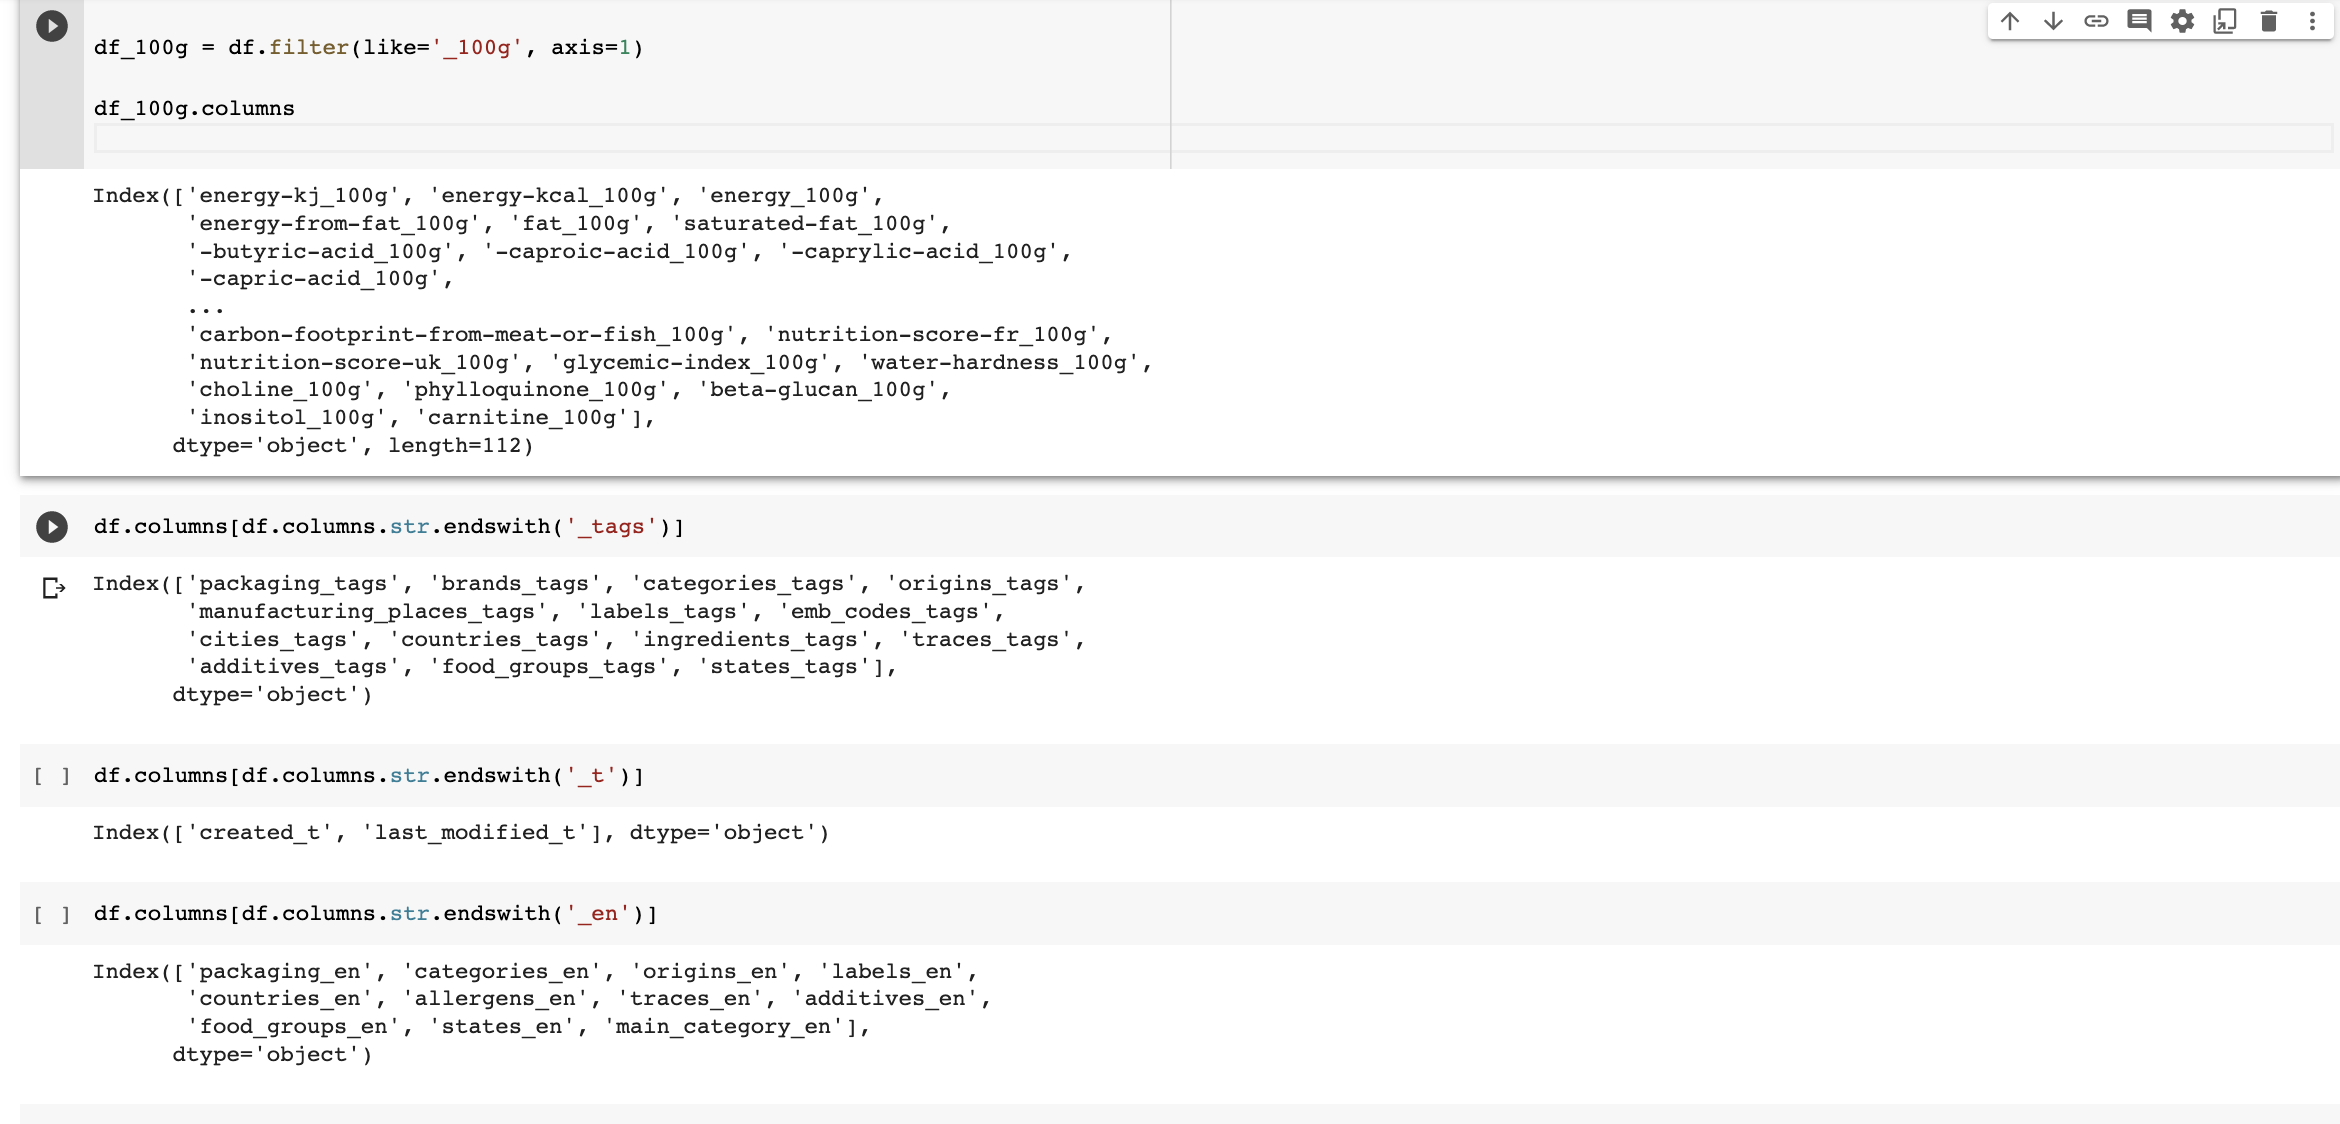 df_100g = df.filter(like='_100g', axis=1)
df_100g.columns
Index(['energy-kj_100g', 'energy-kcal_100g', 'energy_100g',
'energy-from-fat_100g', 'fat_100g', 'saturated-fat_100g',
'-butyric-acid_100g', '-caproic-acid_100g', '-caprylic-acid_100g',
'-capric-acid_100g',
...
'carbon-footprint-from-meat-or-fish_100g', 'nutrition-score-fr_100g',
'nutrition-score-uk_100g', 'glycemic-index_100g', 'water-hardness_100g',
'choline_100g', 'phylloquinone_100g', 'beta-glucan_100g',
'inositol_100g', 'carnitine_100g'],
dtype='object', length=112)
df.columns[df.columns.str.endswith('_tags')]
Index(['packaging_tags', 'brands_tags', 'categories_tags', 'origins_tags',
'manufacturing_places_tags', 'labels_tags', 'emb_codes_tags',
'cities_tags', 'countries_tags', 'ingredients_tags', 'traces_tags',
'additives_tags', 'food_groups_tags', 'states_tags'],
dtype='object')
[ ] df.columns[df.columns.str.endswith('_t')]
Index(['created_t', 'last_modified_t'], dtype='object')
[ ] df.columns[df.columns.str.endswith('_en')]
Index(['packaging_en', 'categories_en', 'origins_en', 'labels_en',
'countries_en', 'allergens_en', 'traces_en', 'additives_en',
'food_groups_en', 'states_en', 'main_category_en'],
dtype='object')